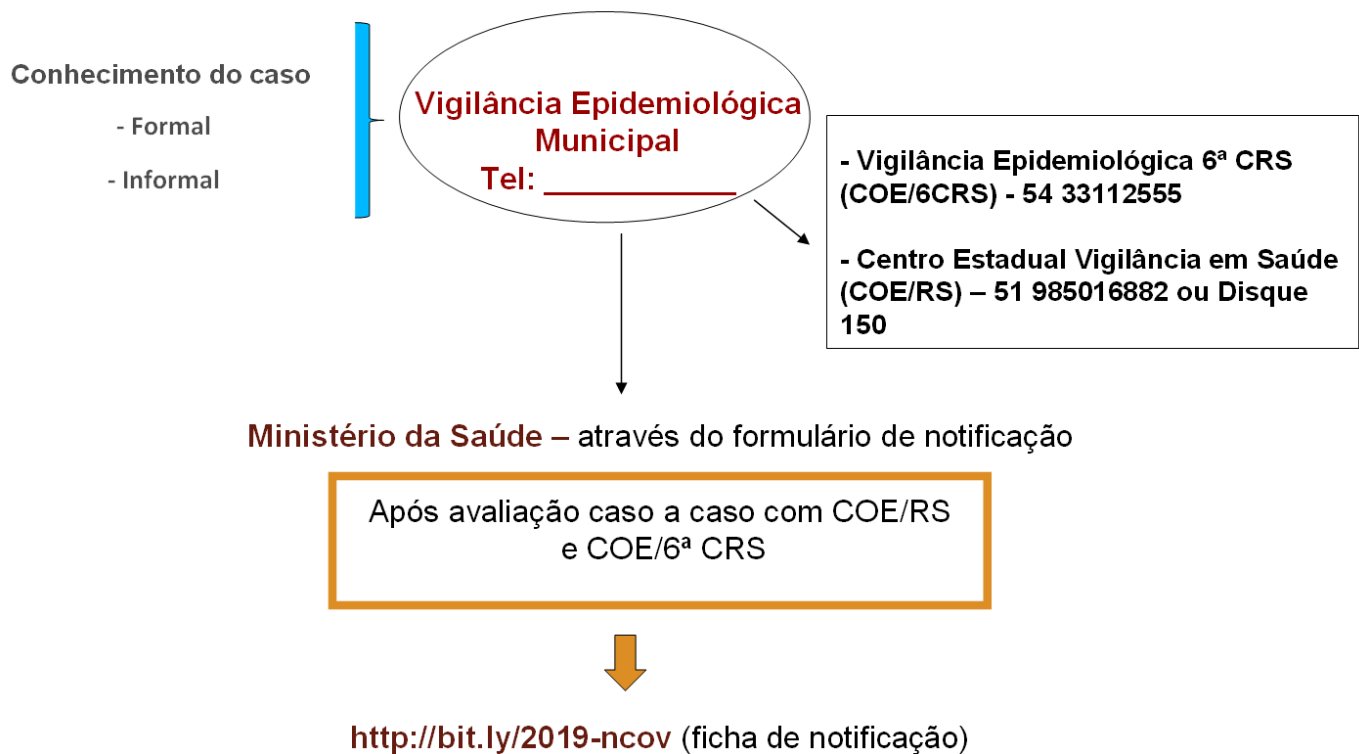 Conhecimento do caso
- Formal
- Informal
Vigilância Epidemiológica
Municipal
Tel: ____________
- Vigilância Epidemiológica 6ª CRS
(COE/6CRS) - 54 33112555
- Centro Estadual Vigilância em Saúde
(COE/RS) – 51 985016882 ou Disque
150
Ministério da Saúde – através do formulário de notificação
Após avaliação caso a caso com COE/RS
e COE/6ª CRS
http://bit.ly/2019-ncov (ficha de notificação)